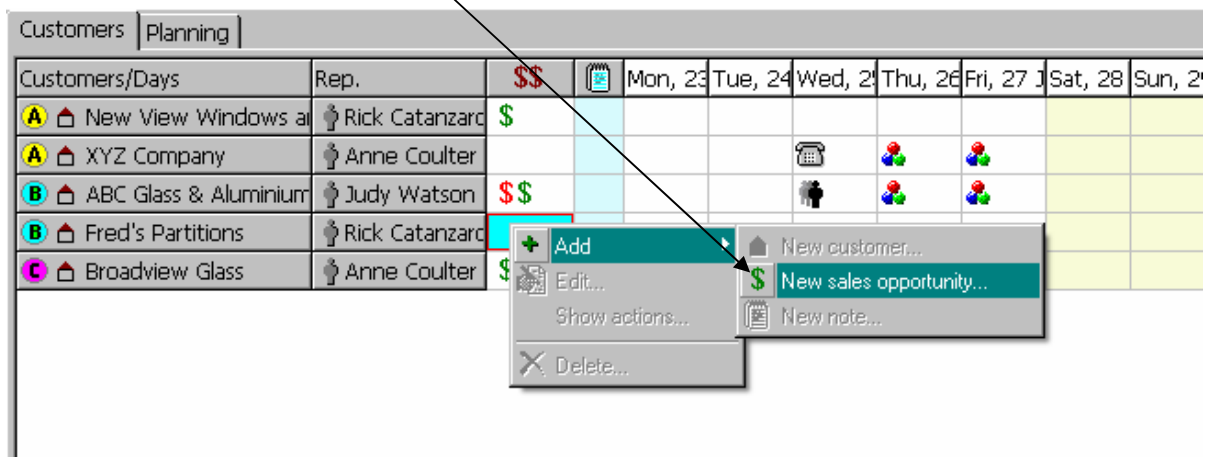 Customers Planning
Customers/Days Rep. $$ Mon, 23 Tue, 24 Wed, 2 Thu, 26 Fri, 27 J Sat, 28 Sun, 2
A New View Windows a Rick Catanzaro $
A XYZ Company Anne Coulter
B ABC Glass & Aluminium Judy Watson $$
B Fred's Partitions Rick Catanzaro
C Broadview Glass Anne Coulter $
Add
Edit...
Show actions...
Delete...
New customer...
$ New sales opportunity...
New note...